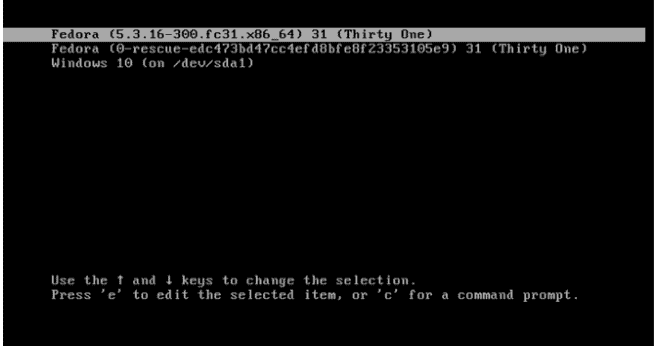 Fedora (5.3.16-300.fc31.x86_64) 31 (Thirty One)
Fedora (0-rescue-edc473bd47cc4efd8bfe8f23353105e9) 31 (Thirty One)
Windows 10 (on /dev/sda1)
Use the ↑ and ↓ keys to change the selection.
Press 'e' to edit the selected item, or 'c' for a command prompt.